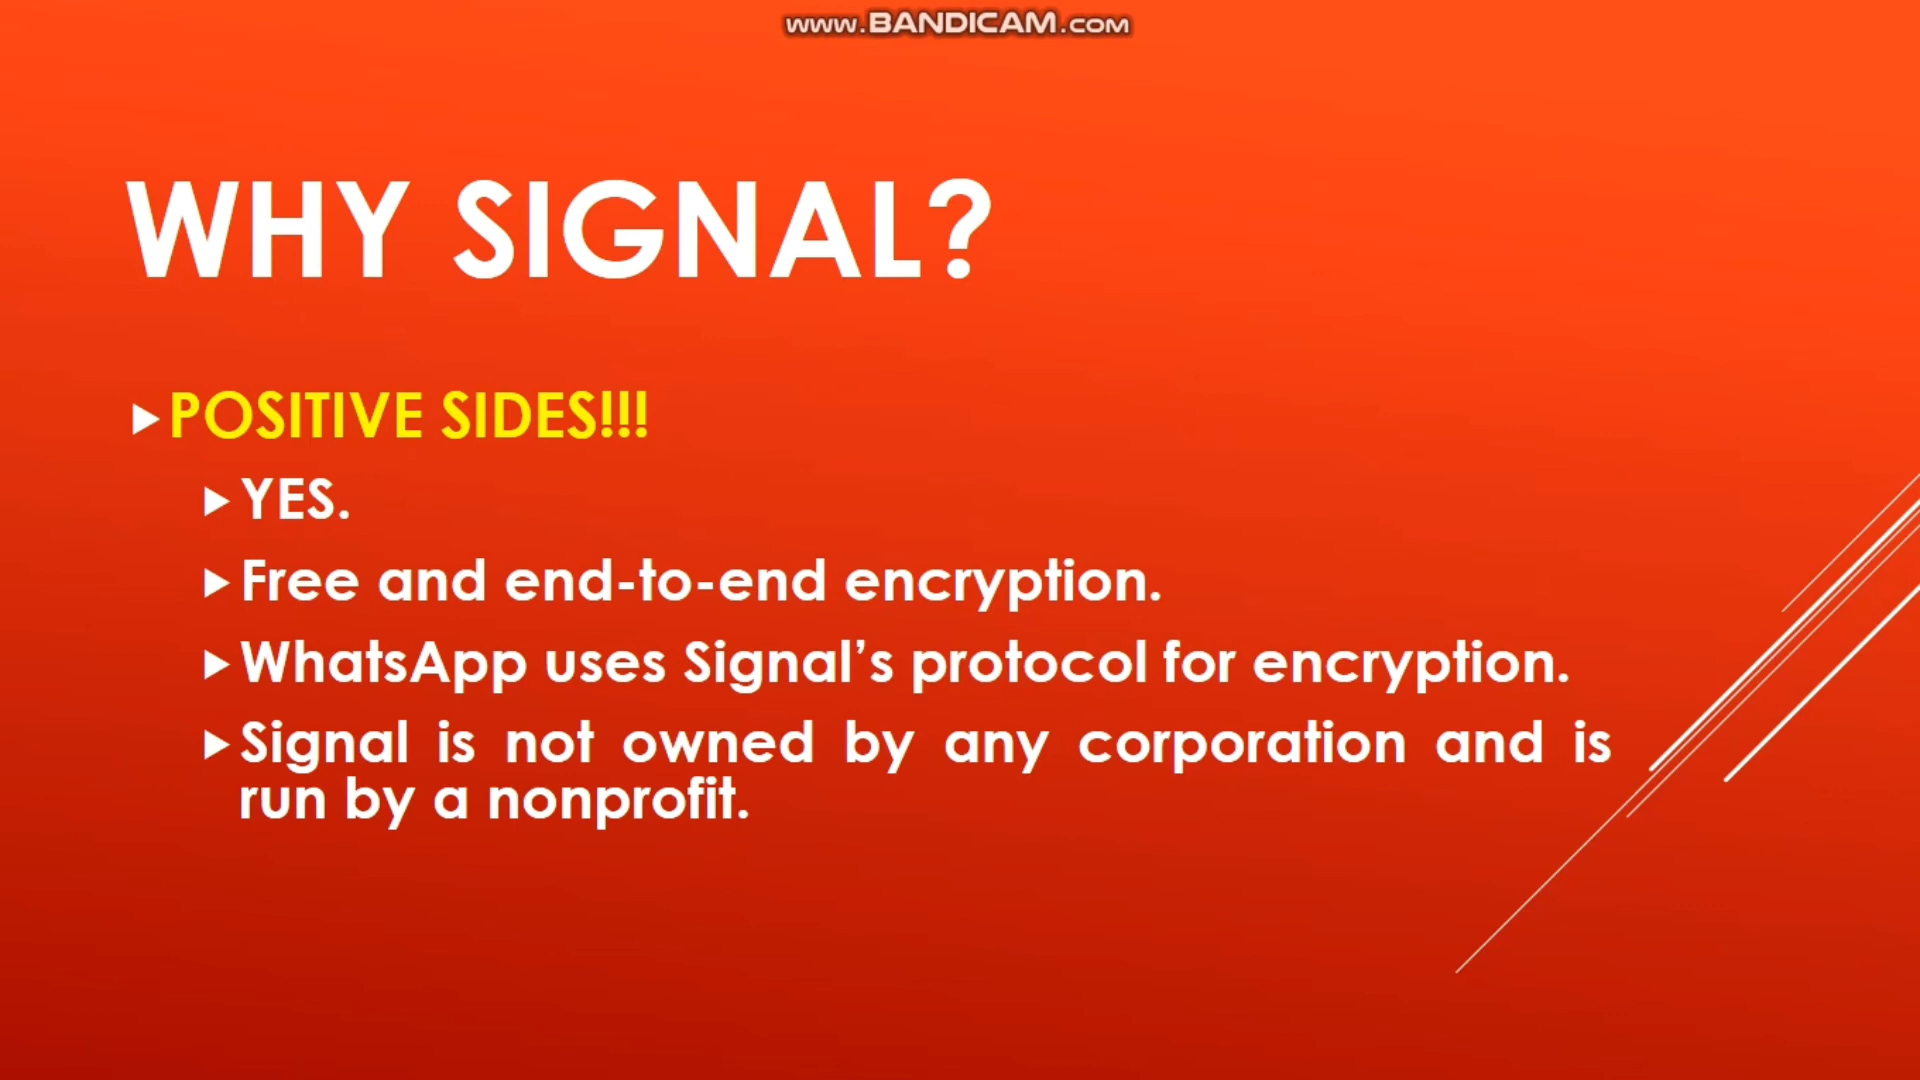 www.BANDICAM.com
WHY SIGNAL?
POSITIVE SIDES!!!
YES.
Free and end-to-end encryption.
WhatsApp uses Signal’s protocol for encryption.
Signal is not owned by any corporation and is
run by a nonprofit.